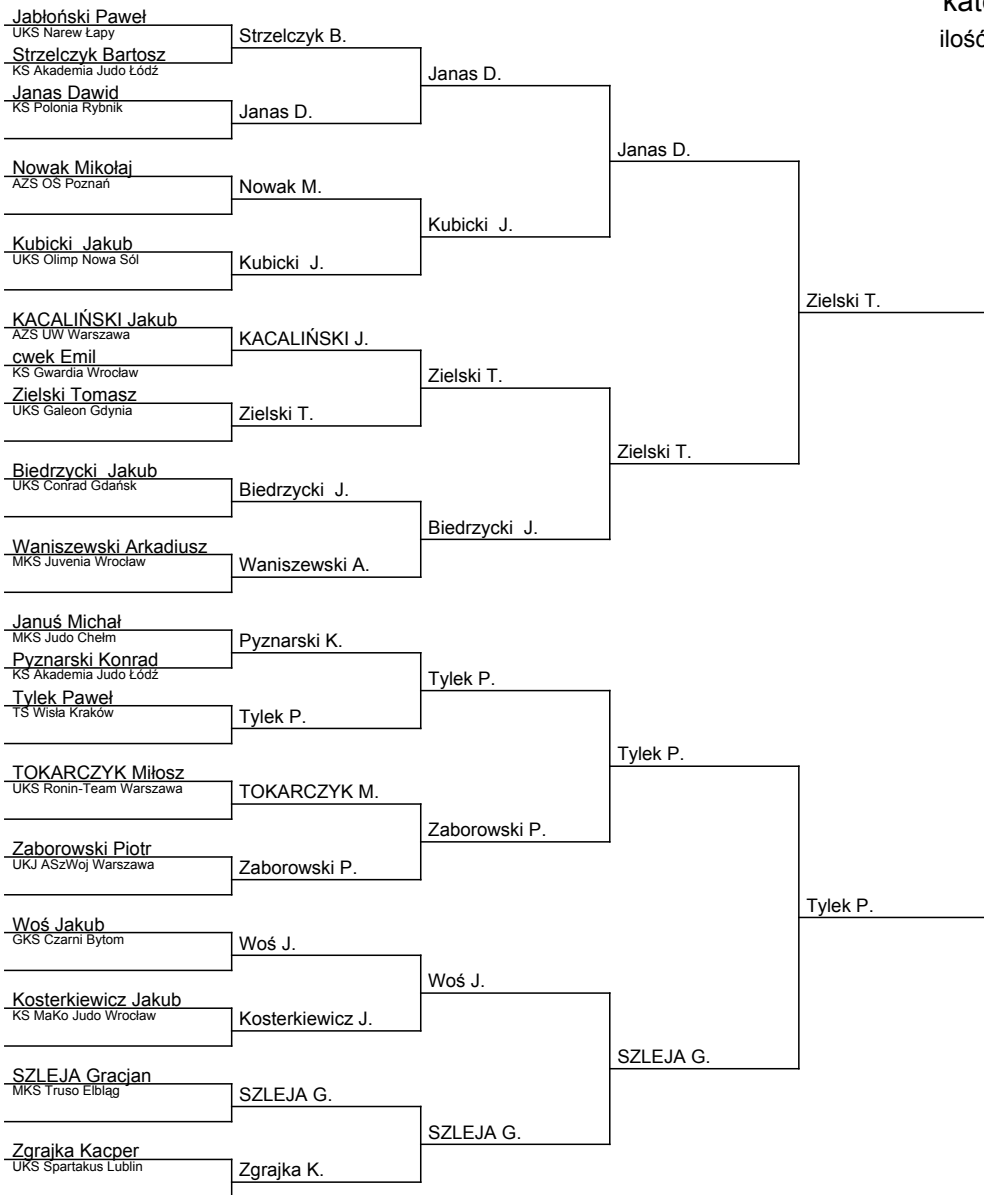 kat
ilość
Jabłoński Paweł
UKS Narew Łapy
Strzelczyk Bartosz
KS Akademia Judo Łódź
Janas Dawid
KS Polonia Rybnik
Nowak Mikołaj
AZS OŚ Poznań
Kubicki  Jakub
UKS Olimp Nowa Sól
KACALIŃSKI Jakub
AZS UW Warszawa
cwek Emil
KS Gwardia Wrocław
Zielski Tomasz
UKS Galeon Gdynia
Biedrzycki  Jakub
UKS Conrad Gdańsk
Waniszewski Arkadiusz
MKS Juvenia Wrocław
Januś Michał
MKS Judo Chełm
Pyznarski Konrad
KS Akademia Judo Łódź
Tylek Paweł
TS Wisła Kraków
TOKARCZYK Miłosz
UKS Ronin-Team Warszawa
Zaborowski Piotr
UKJ ASzWoj Warszawa
Woś Jakub
GKS Czarni Bytom
Kosterkiewicz Jakub
KS MaKo Judo Wrocław
SZLEJA Gracjan
MKS Truso Elbląg
Zgrajka Kacper
UKS Spartakus Lublin
Strzelczyk B.
Janas D.
Nowak M.
Kubicki  J.
KACALIŃSKI J.
Zielski T.
Biedrzycki  J.
Waniszewski A.
Pyznarski K.
Tylek P.
TOKARCZYK M.
Zaborowski P.
Woś J.
Kosterkiewicz J.
SZLEJA G.
Zgrajka K.
Janas D.
Kubicki  J.
Zielski T.
Biedrzycki  J.
Tylek P.
Zaborowski P.
Woś J.
SZLEJA G.
Janas D.
Zielski T.
Tylek P.
SZLEJA G.
Zielski T.
Tylek P.